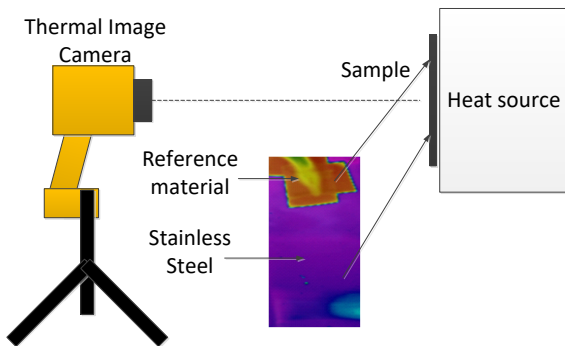 Thermal Image
Camera
Sample
Heat source
Reference
material
Stainless
Steel